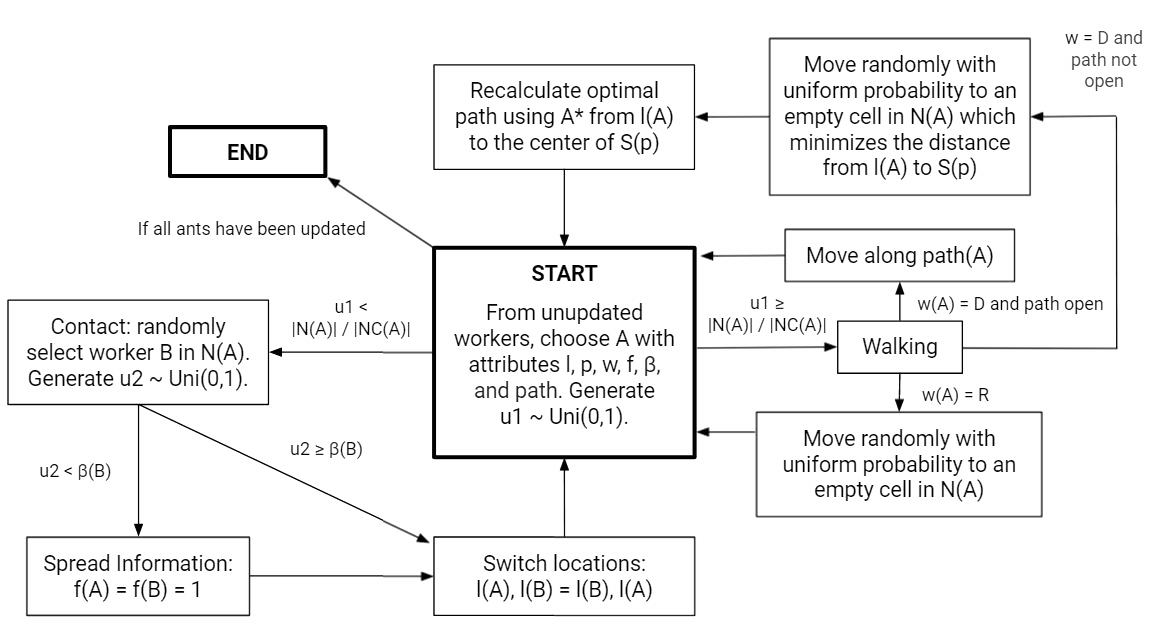 Recalculate optimal
path using A* from l(A)
to the center of S(p)
Move randomly with
uniform probability to an
empty cell in N(A) which
minimizes the distance
from l(A) to S(p)
w = D and
path not
open
END
If all ants have been updated
START
From unupdated
workers, choose A with
attributes l, p, w, f, β,
and path. Generate
u1 ~ Uni(0,1).
Move along path(A)
u1 <
|N(A)| / |NC(A)|
u1 ≥
|N(A)| / |NC(A)|
w(A) = D and path open
Contact: randomly
select worker B in N(A).
Generate u2 ~ Uni(0,1).
Walking
w(A) = R
Move randomly with
uniform probability to an
empty cell in N(A)
u2 < β(B)
u2 ≥ β(B)
Spread Information:
f(A) = f(B) = 1
Switch locations:
l(A), l(B) = l(B), l(A)